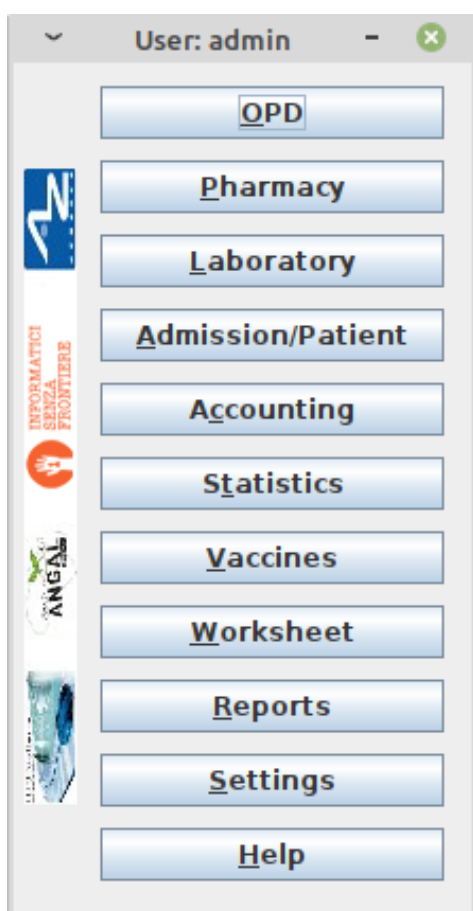 User: admin
OPD
Pharmacy
Laboratory
Admission/Patient
Accounting
Statistics
Vaccines
Worksheet
Reports
Settings
Help
INFORMATICI
SENZA
FRONTIERE
ANGAL